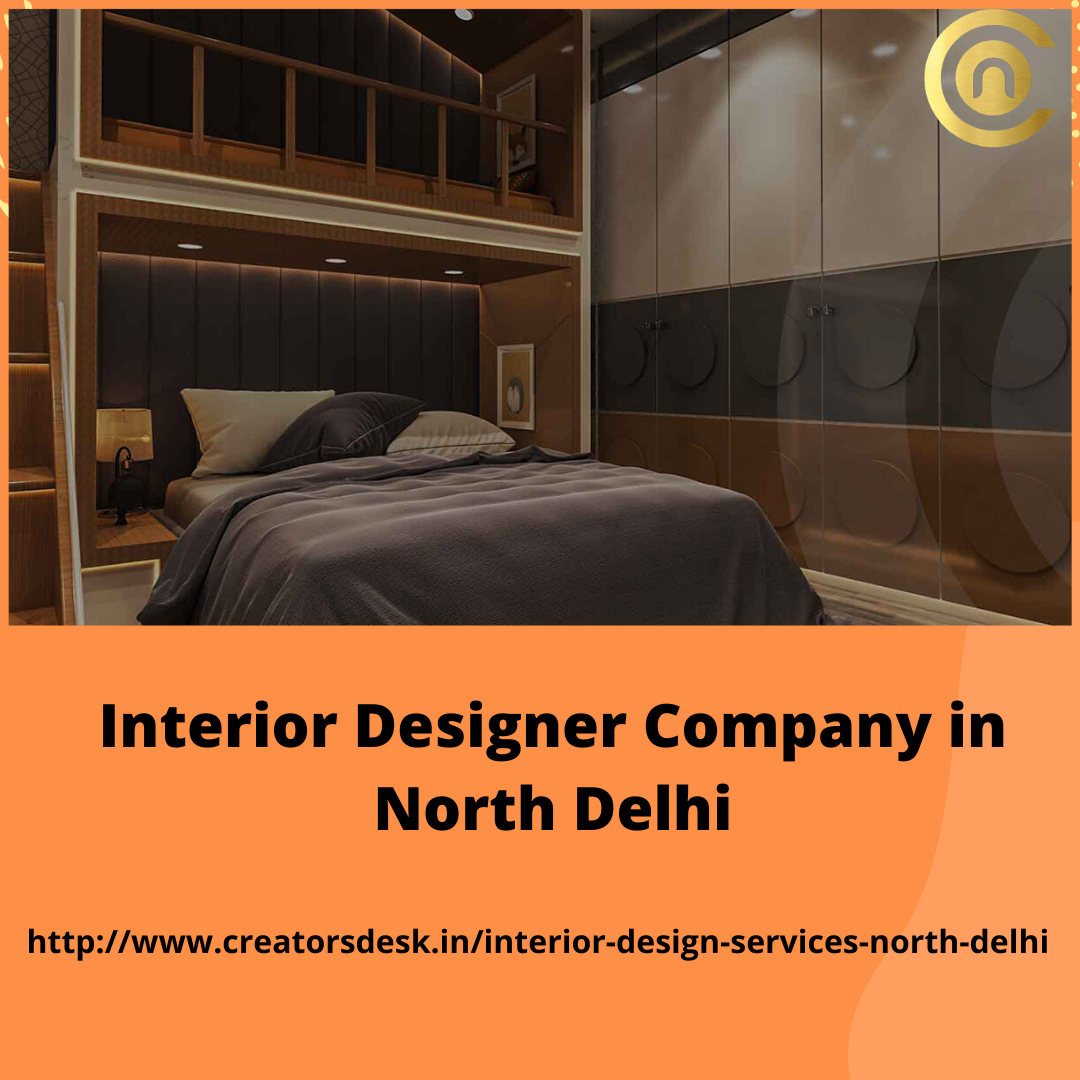 Interior Designer Company in
North Delhi
http://www.creatorsdesk.in/interior-design-services-north-delhi